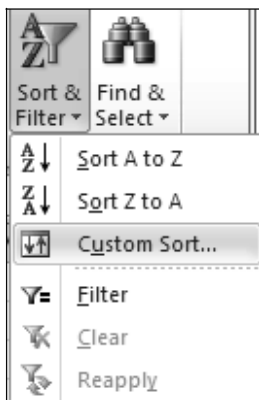 Sort & Find &
Filter Select
Sort A to Z
Sort Z to A
Custom Sort...
Filter
Clear
Reapply